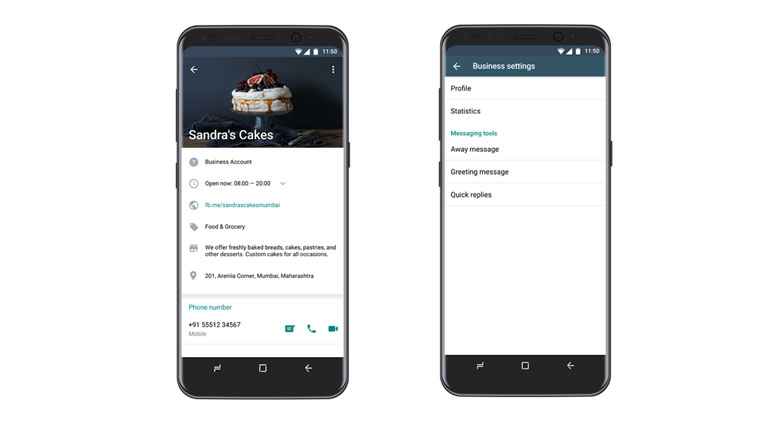 11:50
Sandra's Cakes
Business Account
Open now: 08:00 – 20:00
fb.me/sandrascakesmumbai
Food & Grocery
We offer freshly baked breads, cakes, pastries, and
other desserts. Custom cakes for all occasions.
201, Areniia Corner, Mumbai, Maharashtra
Phone number
+91 55512 34567
Mobile
11:50
Business settings
Profile
Statistics
Messaging tools
Away message
Greeting message
Quick replies